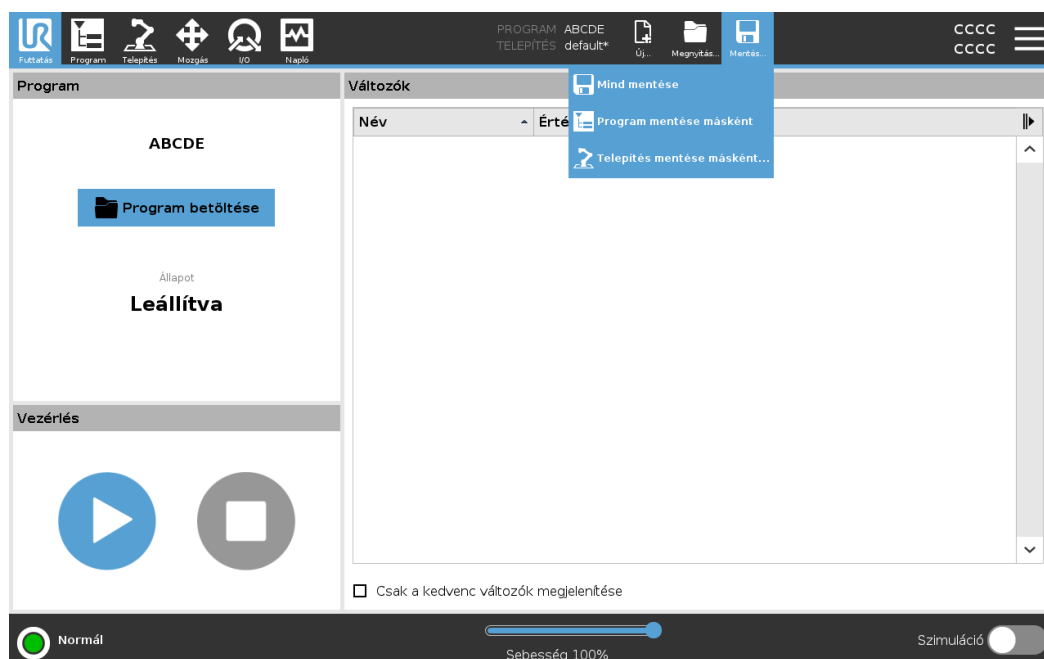 PROGRAM ABCDE
TELEPÍTÉS default*
CCCC
CCCC
Futtatás Program Telepítés Mozgás I/O Napló Új... Megnyitás... Mentés...
Program
Változók
Mind mentése
Program mentése másként
Telepítés mentése másként...
Név
Érté
ABCDE
Program betöltése
Állapot
Leállítva
Vezérlés
Csak a kedvenc változók megjelenítése
Normál
Sebesség 100%
Szimuláció